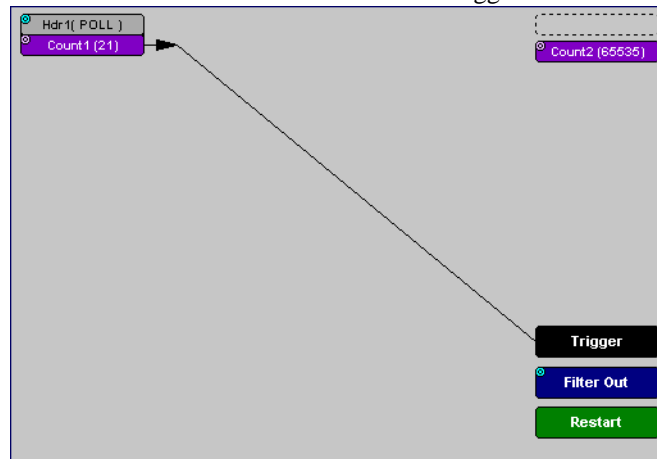 Hdr1( POLL )
Count1 (21)
Count2 (65535)
Trigger
Filter Out
Restart